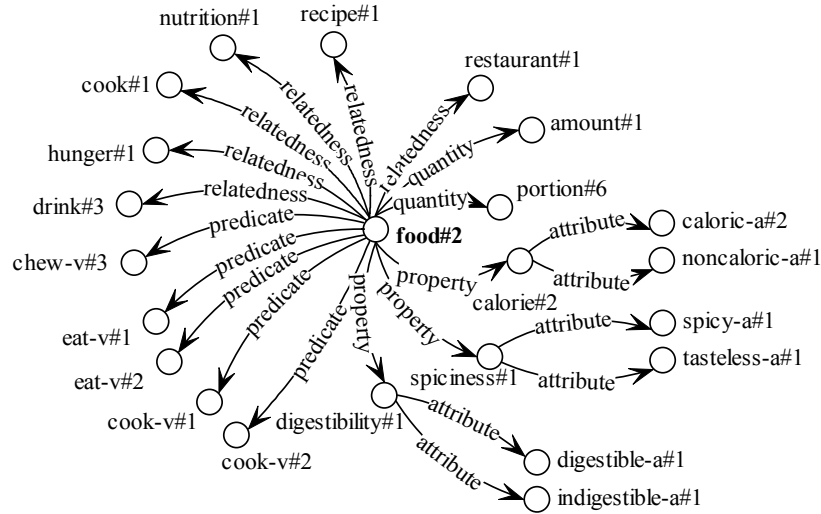 recipe#1
nutrition#1
restaurant#1
cook#1
relatedness
relatedness
relatedness
amount#1
relatedness
quantity
hunger#1
relatedness
portion#6
drink#3
relatedness
quantity
caloric-a#2
attribute
predicate
food#2
noncaloric-a#1
chew-v#3
attribute
predicate
property
calorie#2
predicate
property
spicy-a#1
eat-v#1
predicate
attribute
property
tasteless-a#1
eat-v#2
predicate
spiciness#1
attribute
cook-v#1
digestibility#1
attribute
cook-v#2
digestible-a#1
attribute
indigestible-a#1